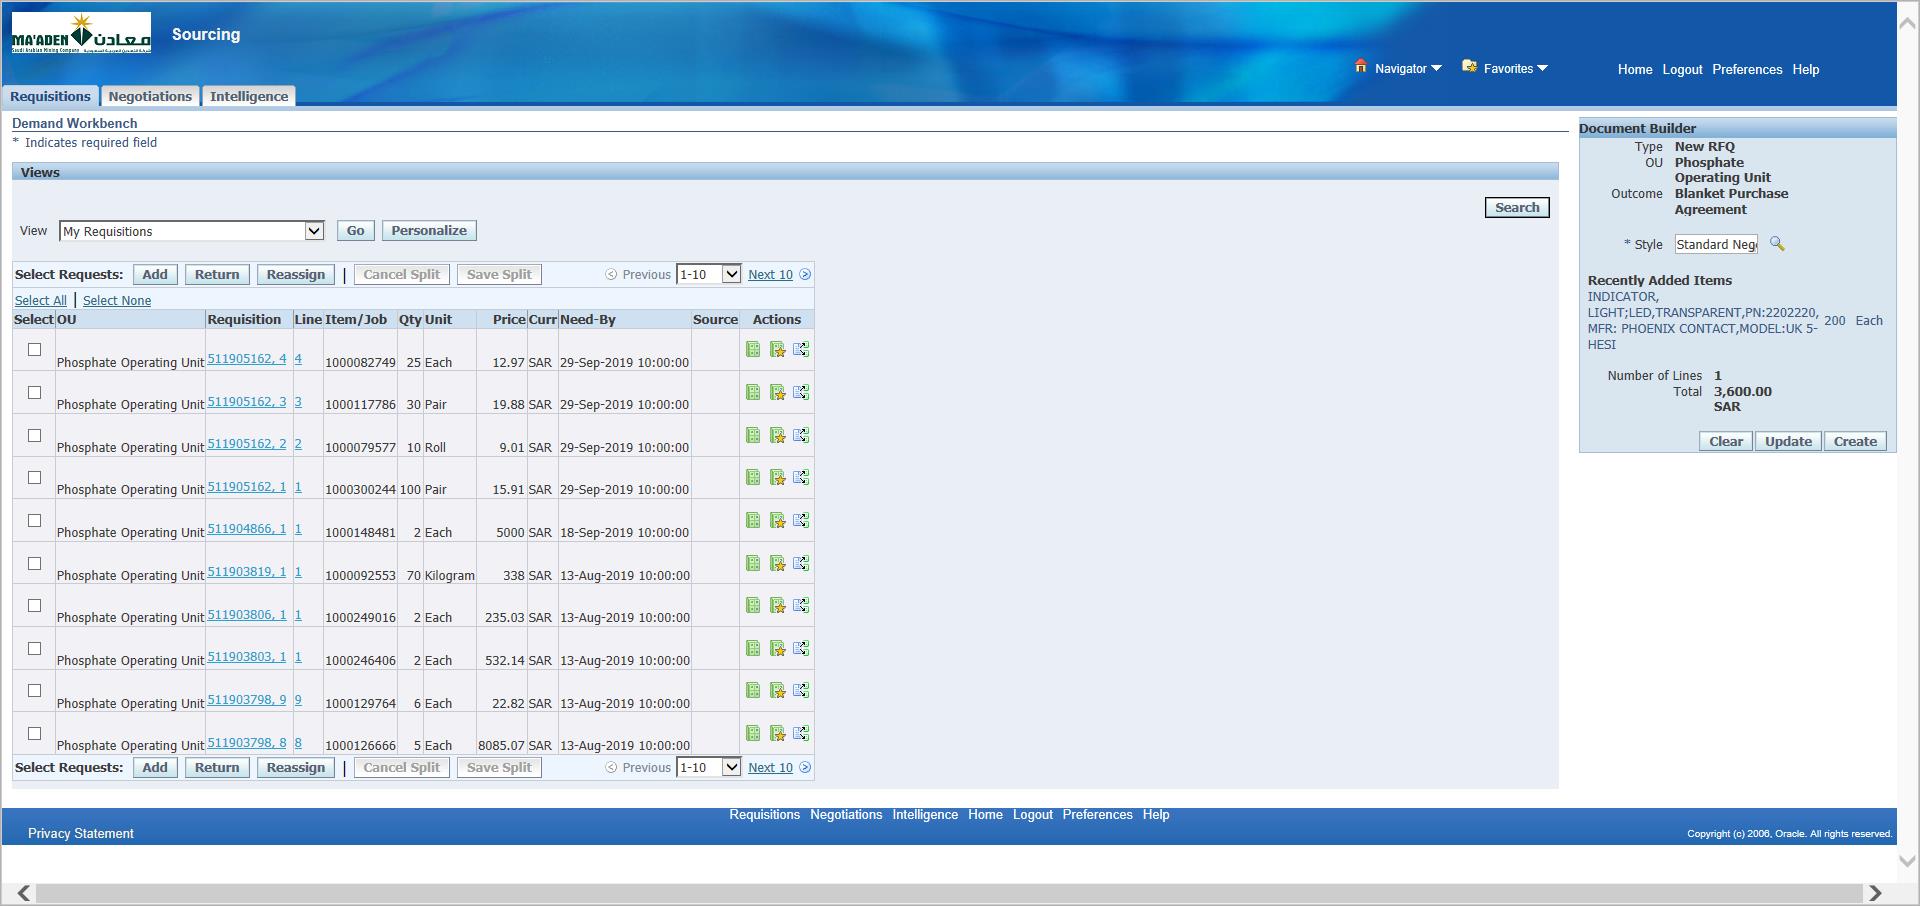 MA'ADEN معادن
Saudi Arabian Mining Company
Sourcing
Navigator Favorites Home Logout Preferences Help
Requisitions Negotiations Intelligence
Demand Workbench
* Indicates required field
Views
Search
View My Requisitions Go Personalize
Select Requests: Add Return Reassign | Cancel Split Save Split Previous 1-10 Next 10
Select All | Select None
Select OU Requisition Line Item/Job Qty Unit Price Curr Need-By Source Actions
Phosphate Operating Unit 511905162, 4 4 1000082749 25 Each 12.97 SAR 29-Sep-2019 10:00:00
Phosphate Operating Unit 511905162, 3 3 1000117786 30 Pair 19.88 SAR 29-Sep-2019 10:00:00
Phosphate Operating Unit 511905162, 2 2 1000079577 10 Roll 9.01 SAR 29-Sep-2019 10:00:00
Phosphate Operating Unit 511905162, 1 1 1000300244 100 Pair 15.91 SAR 29-Sep-2019 10:00:00
Phosphate Operating Unit 511904866, 1 1 1000148481 2 Each 5000 SAR 18-Sep-2019 10:00:00
Phosphate Operating Unit 511903819, 1 1 1000092553 70 Kilogram 338 SAR 13-Aug-2019 10:00:00
Phosphate Operating Unit 511903806, 1 1 1000249016 2 Each 235.03 SAR 13-Aug-2019 10:00:00
Phosphate Operating Unit 511903803, 1 1 1000246406 2 Each 532.14 SAR 13-Aug-2019 10:00:00
Phosphate Operating Unit 511903798, 9 9 1000129764 6 Each 22.82 SAR 13-Aug-2019 10:00:00
Phosphate Operating Unit 511903798, 8 8 1000126666 5 Each 8085.07 SAR 13-Aug-2019 10:00:00
Select Requests: Add Return Reassign | Cancel Split Save Split Previous 1-10 Next 10
Document Builder
Type New RFQ
OU Phosphate
Operating Unit
Outcome Blanket Purchase
Agreement
* Style Standard Neg
Recently Added Items
INDICATOR,
LIGHT;LED,TRANSPARENT,PN:2202220,
MFR: PHOENIX CONTACT,MODEL:UK 5- 200 Each
HESI
Number of Lines 1
Total 3,600.00
SAR
Clear Update Create
Requisitions Negotiations Intelligence Home Logout Preferences Help
Privacy Statement
Copyright (c) 2006, Oracle. All rights reserved.